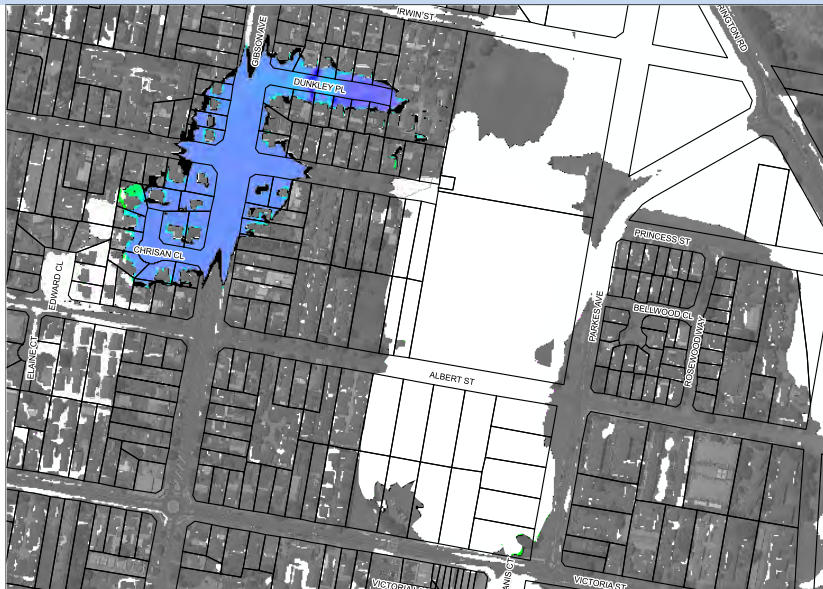 IRWIN ST
GIBSON AVE
DUNKLEY PL
CHRISAN CL
EDWARD CL
ELAINE CT
PRINCESS ST
PARKES AVE
BELLWOOD CL
ROSEWOOD WAY
ALBERT ST
VICTORIA
VICTORIA ST